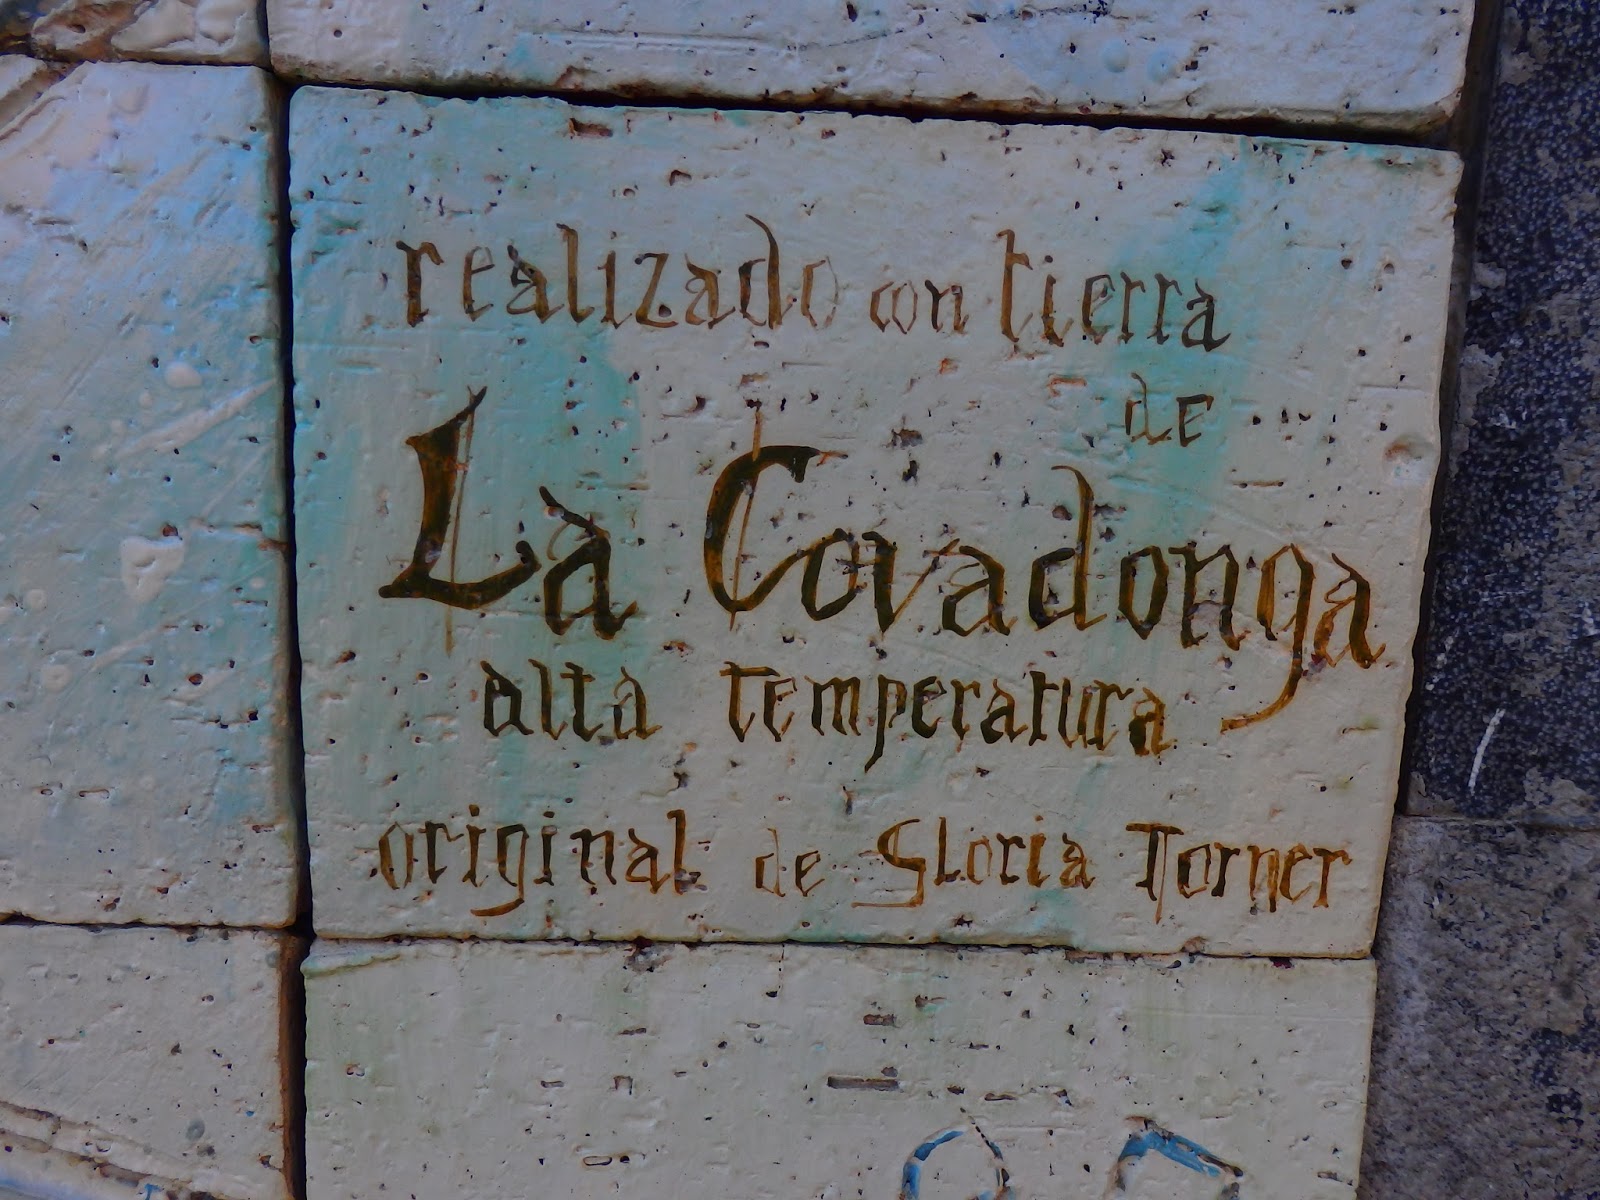 realizado con tierra
de
La Covadonga
alta temperatura
original de Gloria Torner